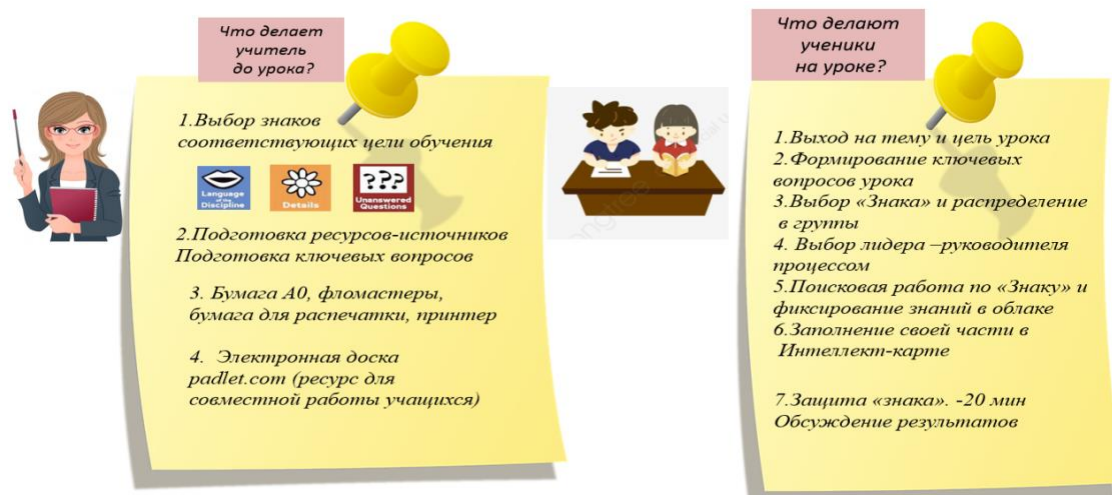 Что делает
учитель
до урока?
1.Выбор знаков
соответствующих цели обучения
Language
of the
Discipline
Details
???
Unanswered
Questions
2.Подготовка ресурсов-источников
Подготовка ключевых вопросов
3. Бумага А0, фломастеры,
бумага для распечатки, принтер
4. Электронная доска
padlet.com (ресурс для
совместной работы учащихся)
Что делают
ученики
на уроке?
1.Выход на тему и цель урока
2.Формирование ключевых
вопросов урока
3.Выбор «Знака» и распределение
в группы
4. Выбор лидера –руководителя
процессом
5.Поисковая работа по «Знаку» и
фиксирование знаний в облаке
6.Заполнение своей части в
Интеллект-карте
7.Защита «знака». -20 мин
Обсуждение результатов